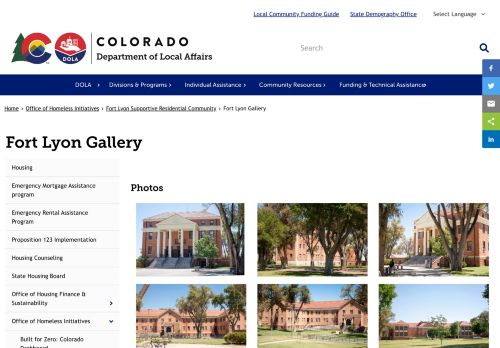 Local Community Funding Guide State Demography Office Select Language
DOLA
COLORADO
Department of Local Affairs
Search
DOLA Divisions & Programs Individual Assistance Community Resources Funding & Technical Assistance
Home › Office of Homeless Initiatives › Fort Lyon Supportive Residential Community › Fort Lyon Gallery
Fort Lyon Gallery
Housing
Emergency Mortgage Assistance
program
Emergency Rental Assistance
Program
Proposition 123 Implementation
Housing Counseling
State Housing Board
Office of Housing Finance &
Sustainability
Office of Homeless Initiatives
Built for Zero: Colorado
Dashboard
Photos